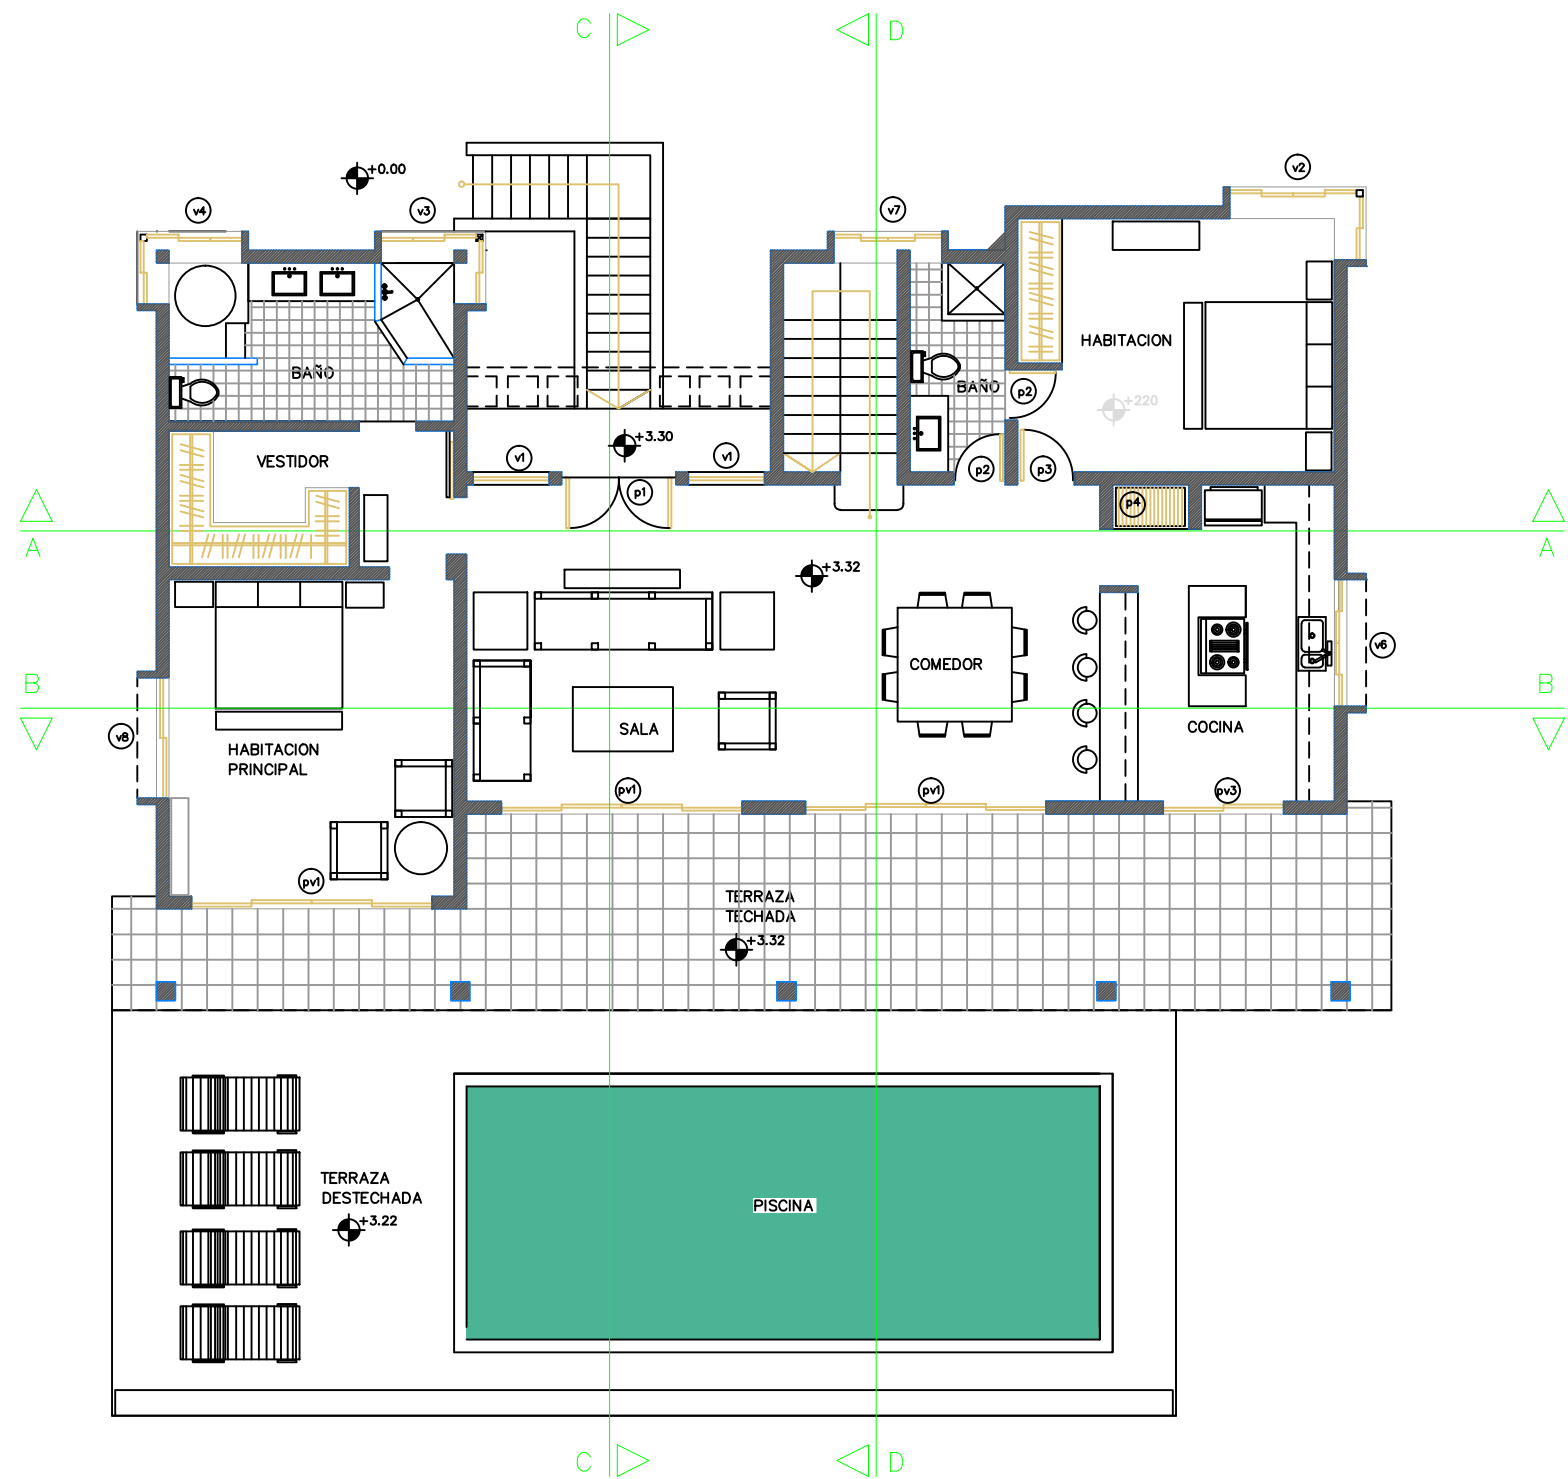 C
D
v2
+0.00
v4
v3
v7
HABITACION
BAÑO
BAÑO
p2
+220
+3.30
VESTIDOR
v1
v1
p2
p3
p1
p4
A
A
+3.32
COMEDOR
v6
B
B
SALA
COCINA
v8
HABITACION
PRINCIPAL
pv1
pv1
pv3
pv1
TERRAZA
TECHADA
+3.32
TERRAZA
DESTECHADA
+3.22
PISCINA
C
D